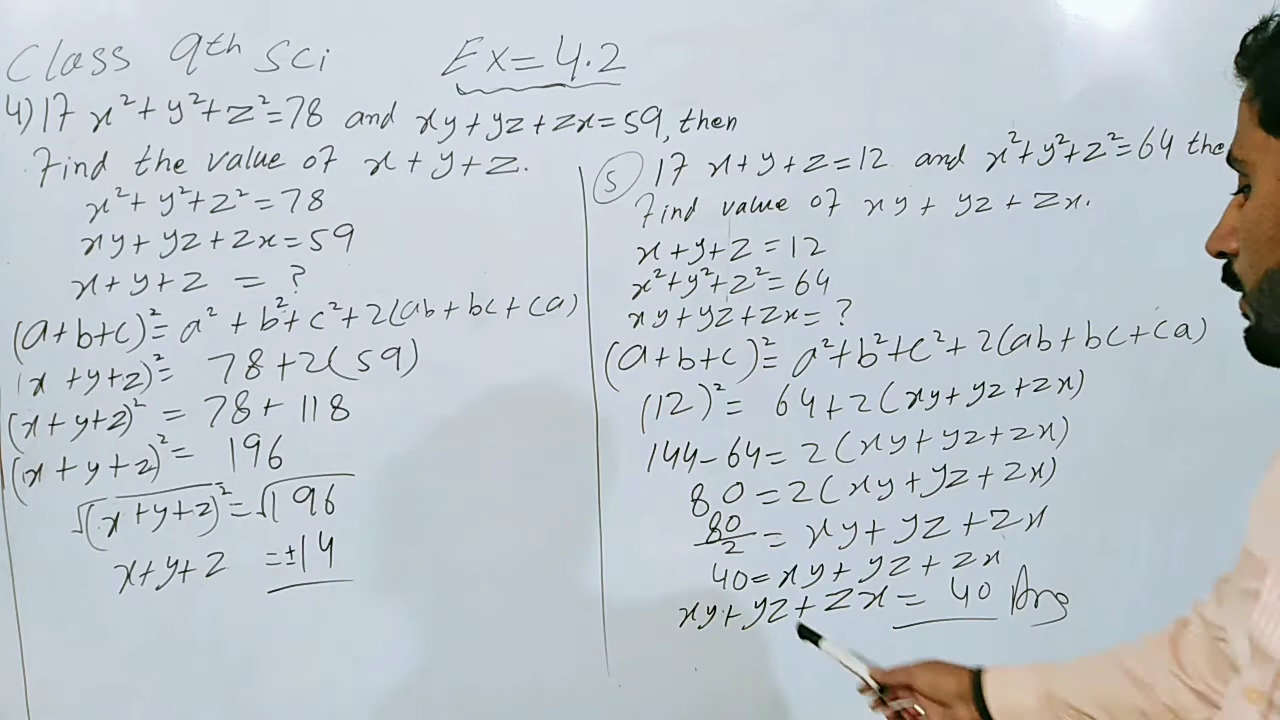 Class 9th Sci
Ex = 4.2
4) If x² + y² + z² = 78 and xy + yz + zx = 59, then
Find the value of x + y + z.
x² + y² + z² = 78
xy + yz + zx = 59
x + y + z = ?
(a+b+c)² = a² + b² + c² + 2(ab + bc + ca)
(x + y + z)² = 78 + 2(59)
(x + y + z)² = 78 + 118
(x + y + z)² = 196
√(x + y + z)² = √196
x + y + z = ±14
(5) If x + y + z = 12 and x² + y² + z² = 64 the
Find value of xy + yz + zx.
x + y + z = 12
x² + y² + z² = 64
xy + yz + zx = ?
(a+b+c)² = a² + b² + c² + 2(ab + bc + ca)
(12)² = 64 + 2(xy + yz + zx)
144 - 64 = 2(xy + yz + zx)
80 = 2(xy + yz + zx)
80/2 = xy + yz + zx
40 = xy + yz + zx
xy + yz + zx = 40 Ans